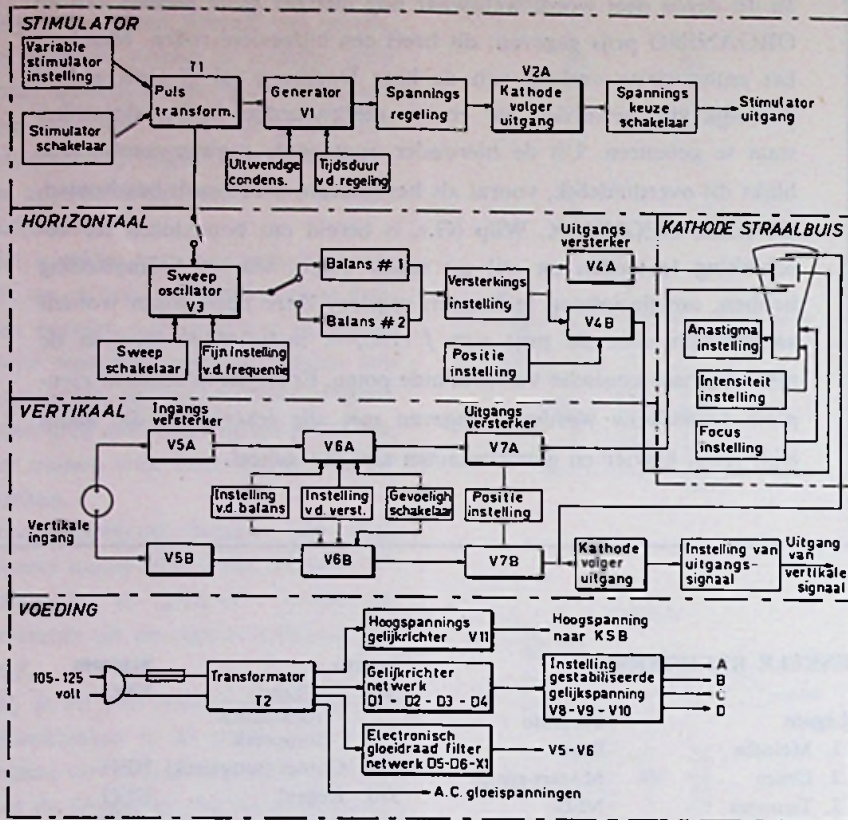 STIMULATOR
Variable
stimulator
instelling
Stimulator
schakelaar
T1
Puls
transform.
Generator
V1
Uitwendige
condens.
Tijdsduur
v.d. regeling
Spannings
regeling
V2A
Kathode
volger
uitgang
Spannings
keuze
schakelaar
Stimulator
uitgang
HORIZONTAAL
Sweep
oscillator
V3
Sweep
schakelaar
Fijn instelling
v.d. frequentie
Balans # 1
Balans # 2
Versterkings
instelling
Positie
instelling
Uitgangs
versterker
V4A
V4B
KATHODE STRAALBUIS
Anastigma
instelling
Intensiteit
instelling
Focus
instelling
VERTIKAAL
Ingangs
versterker
V5A
V6A
Uitgangs
versterker
V7A
Vertikale
ingang
Instelling
v.d. balans
Instelling
v.d. verst.
Gevoeligh
schakelaar
Positie
instelling
V5B
V6B
V7B
Kathode
volger
uitgang
Instelling van
uitgangs-
signaal
Uitgang
van
vertikale
signaal
VOEDING
105-125
volt
Transformator
T2
Hoogspannings
gelijkrichter V11
Hoogspanning
naar KSB
Gelijkrichter
netwerk
D1 - D2 - D3 - D4
Instelling
gestabiliseerde
gelijkspanning
V8 - V9 - V10
A
B
C
D
Electronisch
gloeidraad filter
netwerk D5-D6-X1
V5-V6
A.C. gloeispanningen